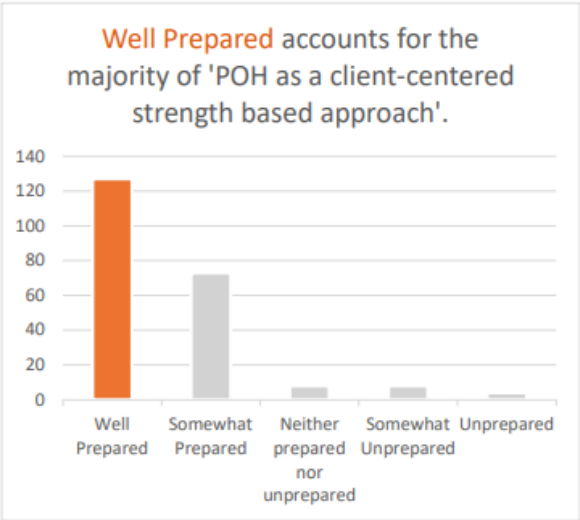 Well Prepared accounts for the
majority of 'POH as a client-centered
strength based approach'.
140
120
100
80
60
40
20
0
Well
Prepared
Somewhat
Prepared
Neither
prepared
nor
unprepared
Somewhat
Unprepared
Unprepared